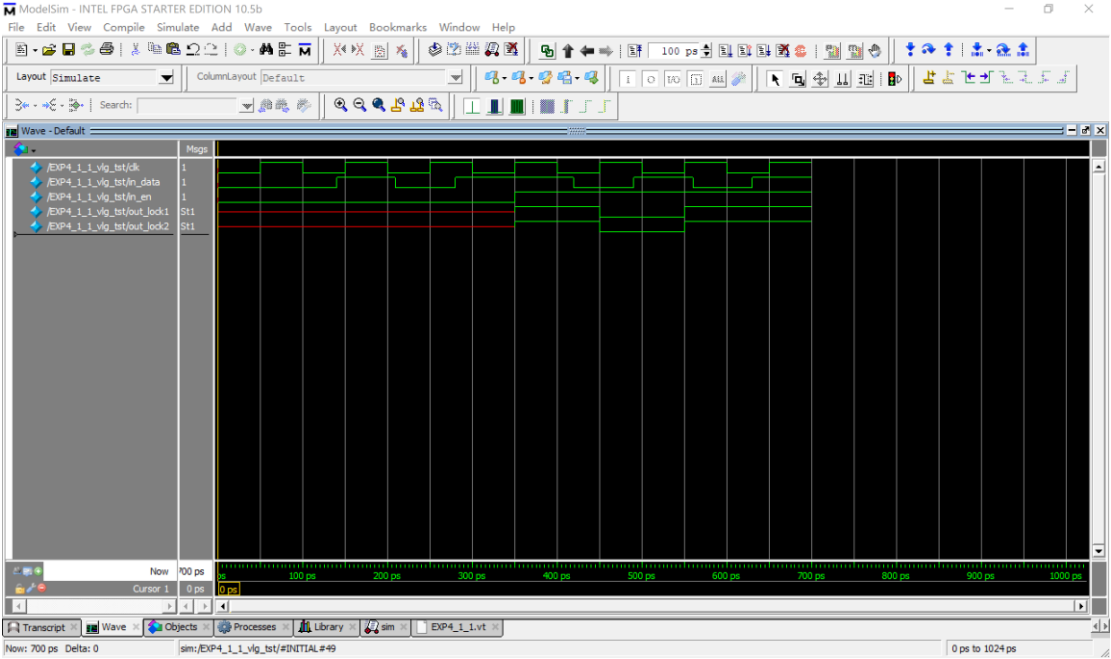 ModelSim - INTEL FPGA STARTER EDITION 10.5b
File Edit View Compile Simulate Add Wave Tools Layout Bookmarks Window Help
100 ps
Layout Simulate
ColumnLayout Default
Search:
Wave - Default
Msgs
/EXP4_1_1_vlg_tst/clk 1
/EXP4_1_1_vlg_tst/in_data 1
/EXP4_1_1_vlg_tst/in_en 1
/EXP4_1_1_vlg_tst/out_lock1 St1
/EXP4_1_1_vlg_tst/out_lock2 St1
Now 700 ps
ps 100 ps 200 ps 300 ps 400 ps 500 ps 600 ps 700 ps 800 ps 900 ps 1000 ps
Cursor 1 0 ps 0 ps
Transcript Wave Objects Processes Library sim EXP4_1_1.vt
Now: 700 ps Delta: 0 sim:/EXP4_1_1_vlg_tst/#INITIAL#49 0 ps to 1024 ps